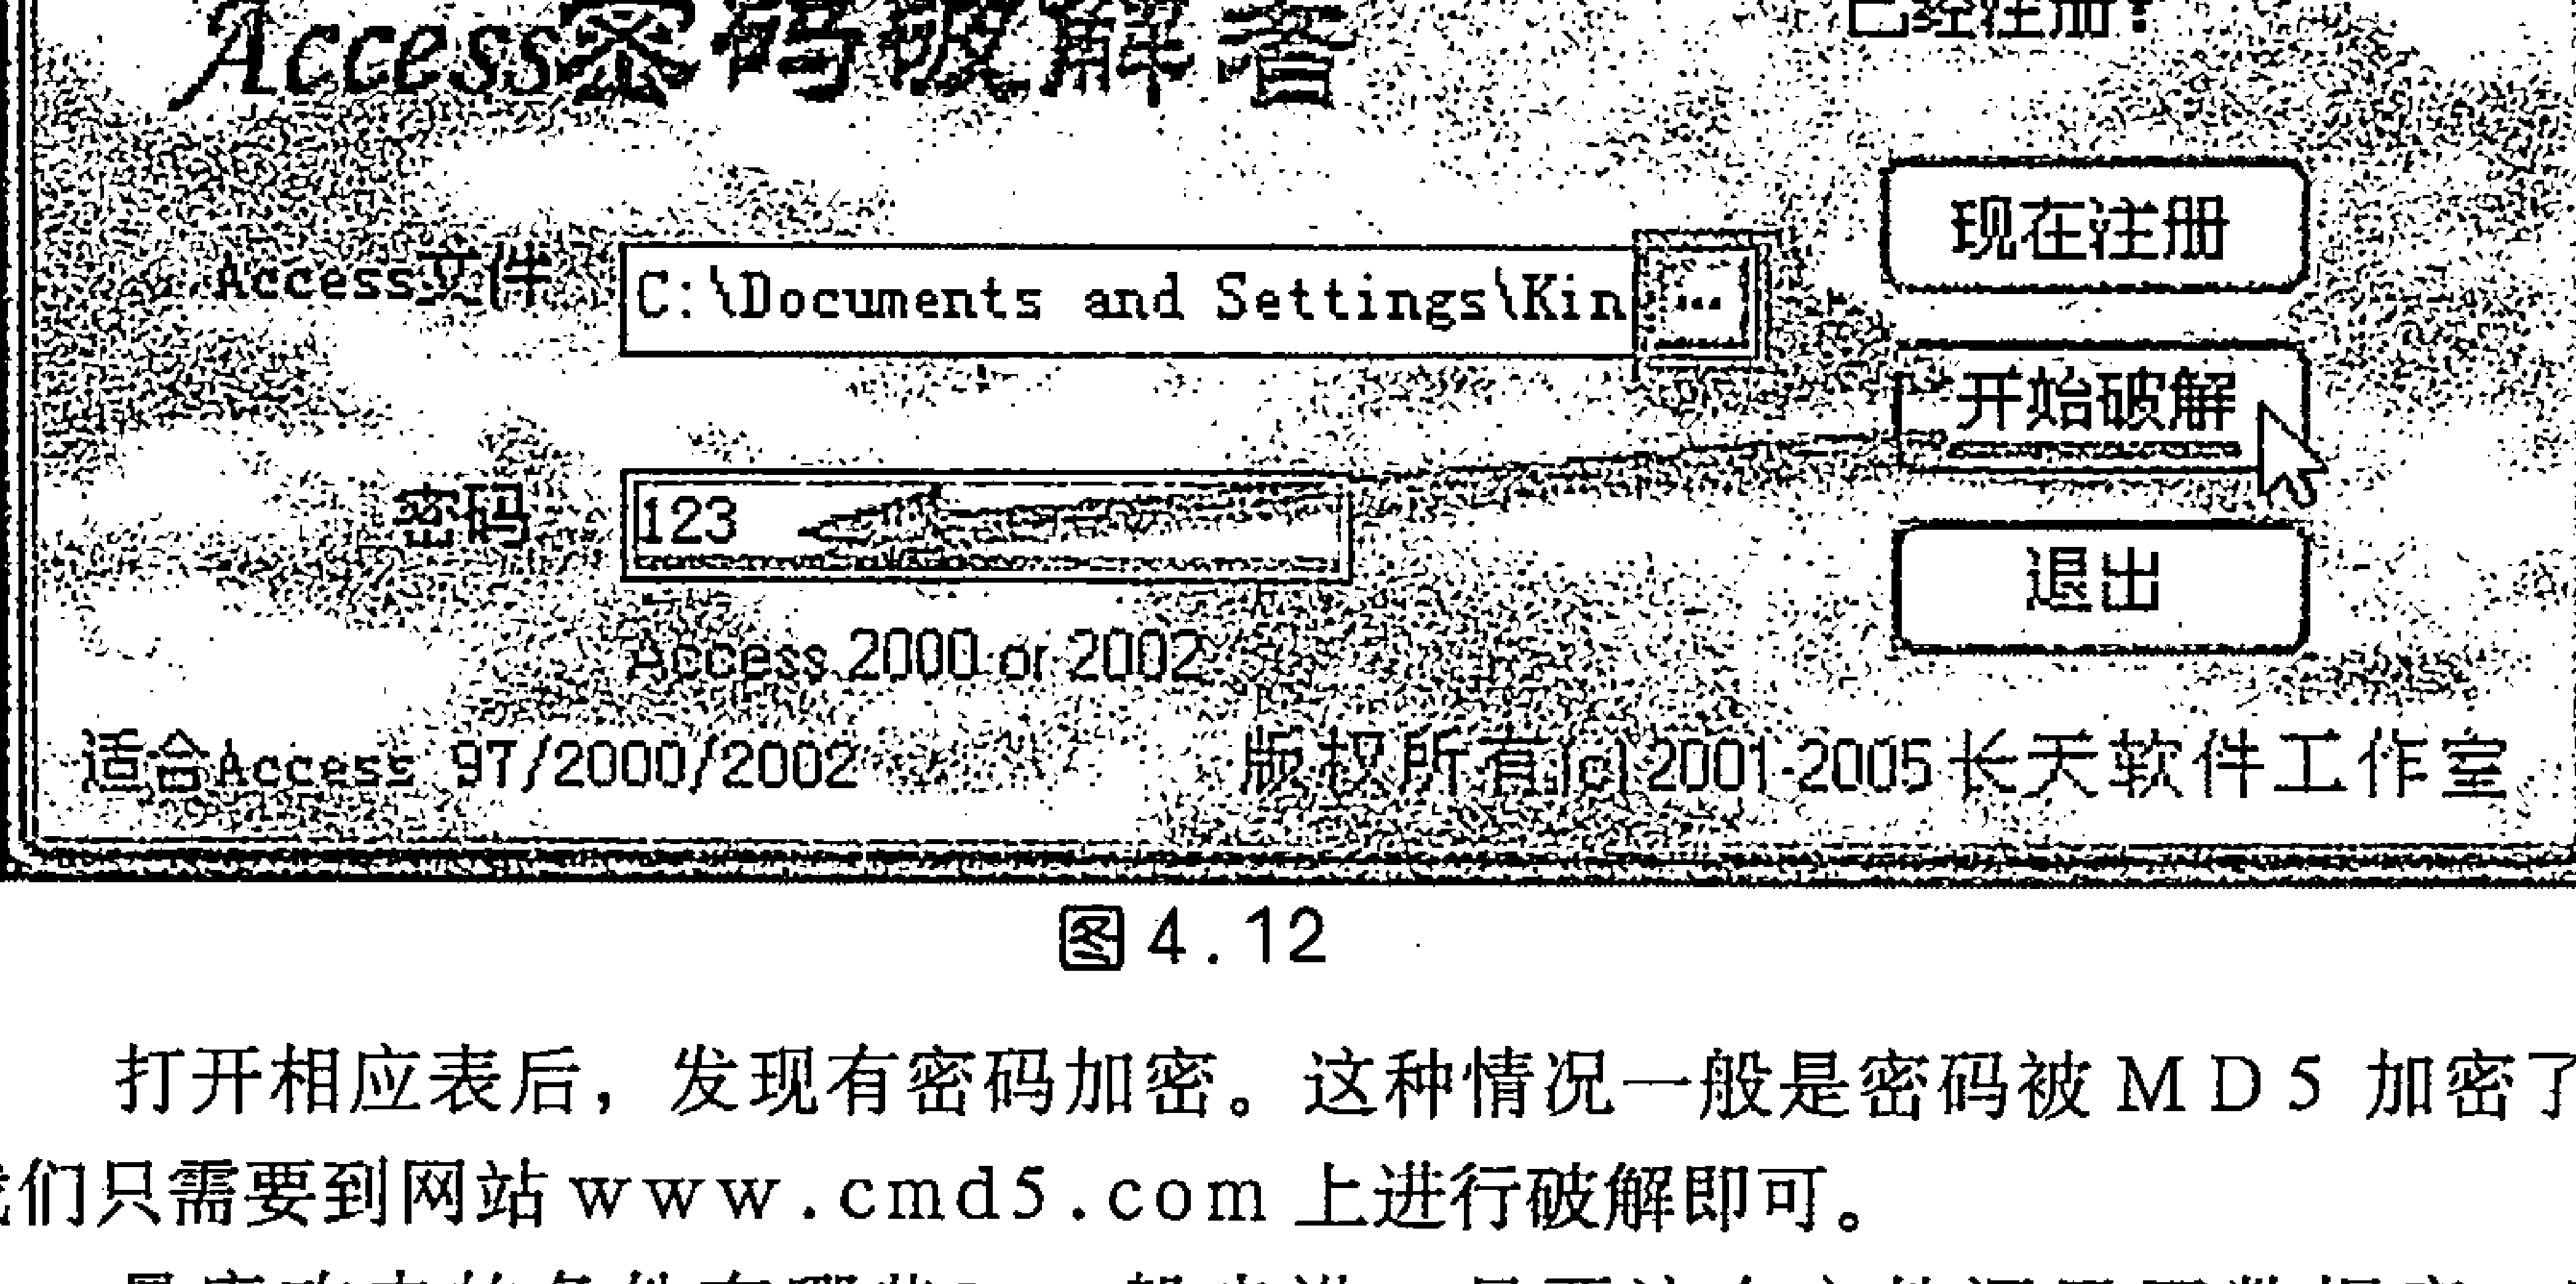 Access密码破解器
已经注册:
现在注册
Access文件 C:\Documents and Settings\Kin ...
开始破解
密码 123
退出
Access 2000 or 2002
适合Access 97/2000/2002 版权所有(c)2001-2005长天软件工作室
图4.12
打开相应表后，发现有密码加密。这种情况一般是密码被MD5 加密了
我们只需要到网站www.cmd5.com上进行破解即可。